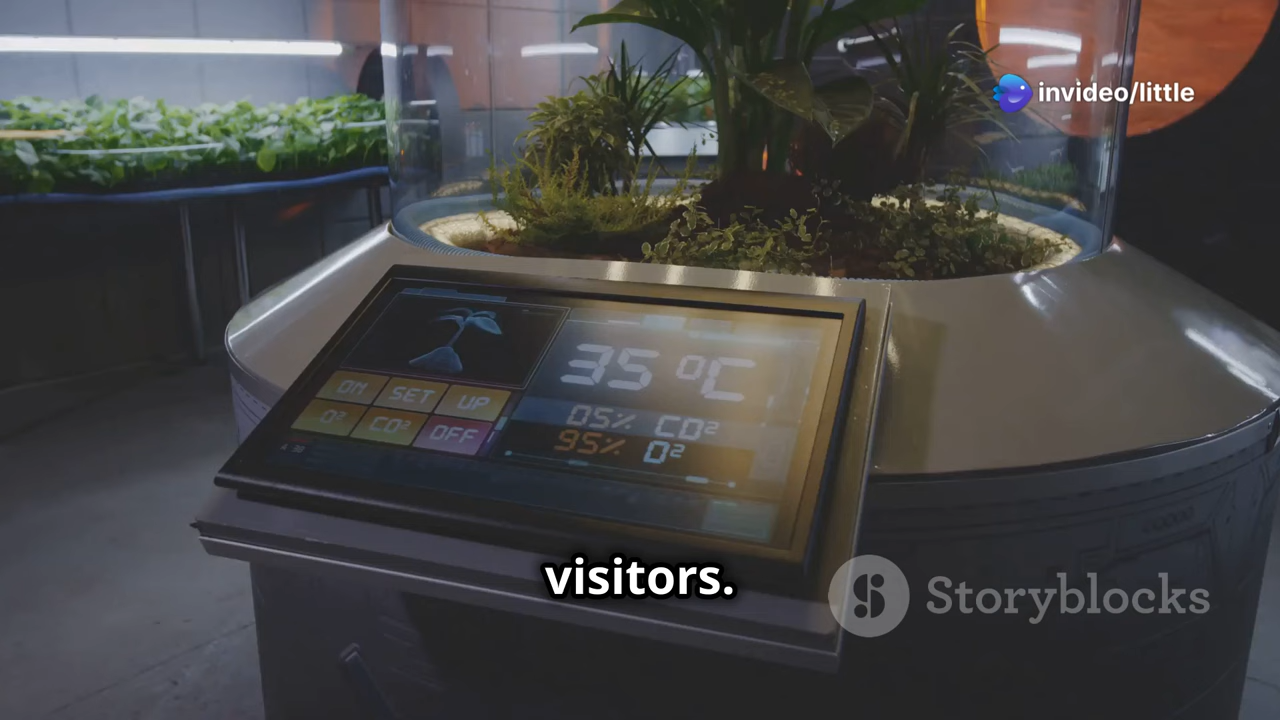 invideo/little
35 °C
05% CO²
95% O²
ON SET UP
O² CO² OFF
visitors.
Storyblocks